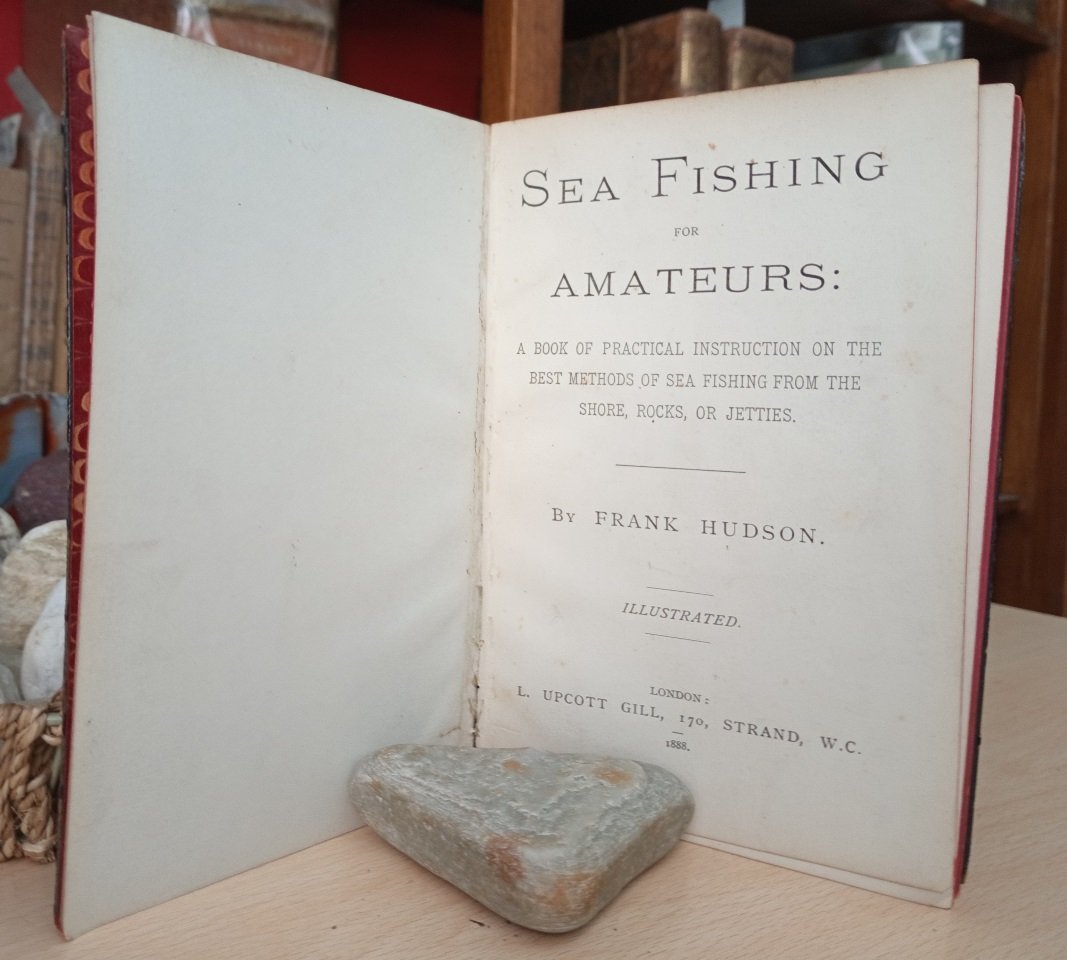 SEA FISHING
FOR
AMATEURS:
A BOOK OF PRACTICAL INSTRUCTION ON THE
BEST METHODS OF SEA FISHING FROM THE
SHORE, ROCKS, OR JETTIES.
BY FRANK HUDSON.
ILLUSTRATED.
LONDON:
L. UPCOTT GILL, 170, STRAND, W.C.
1888.